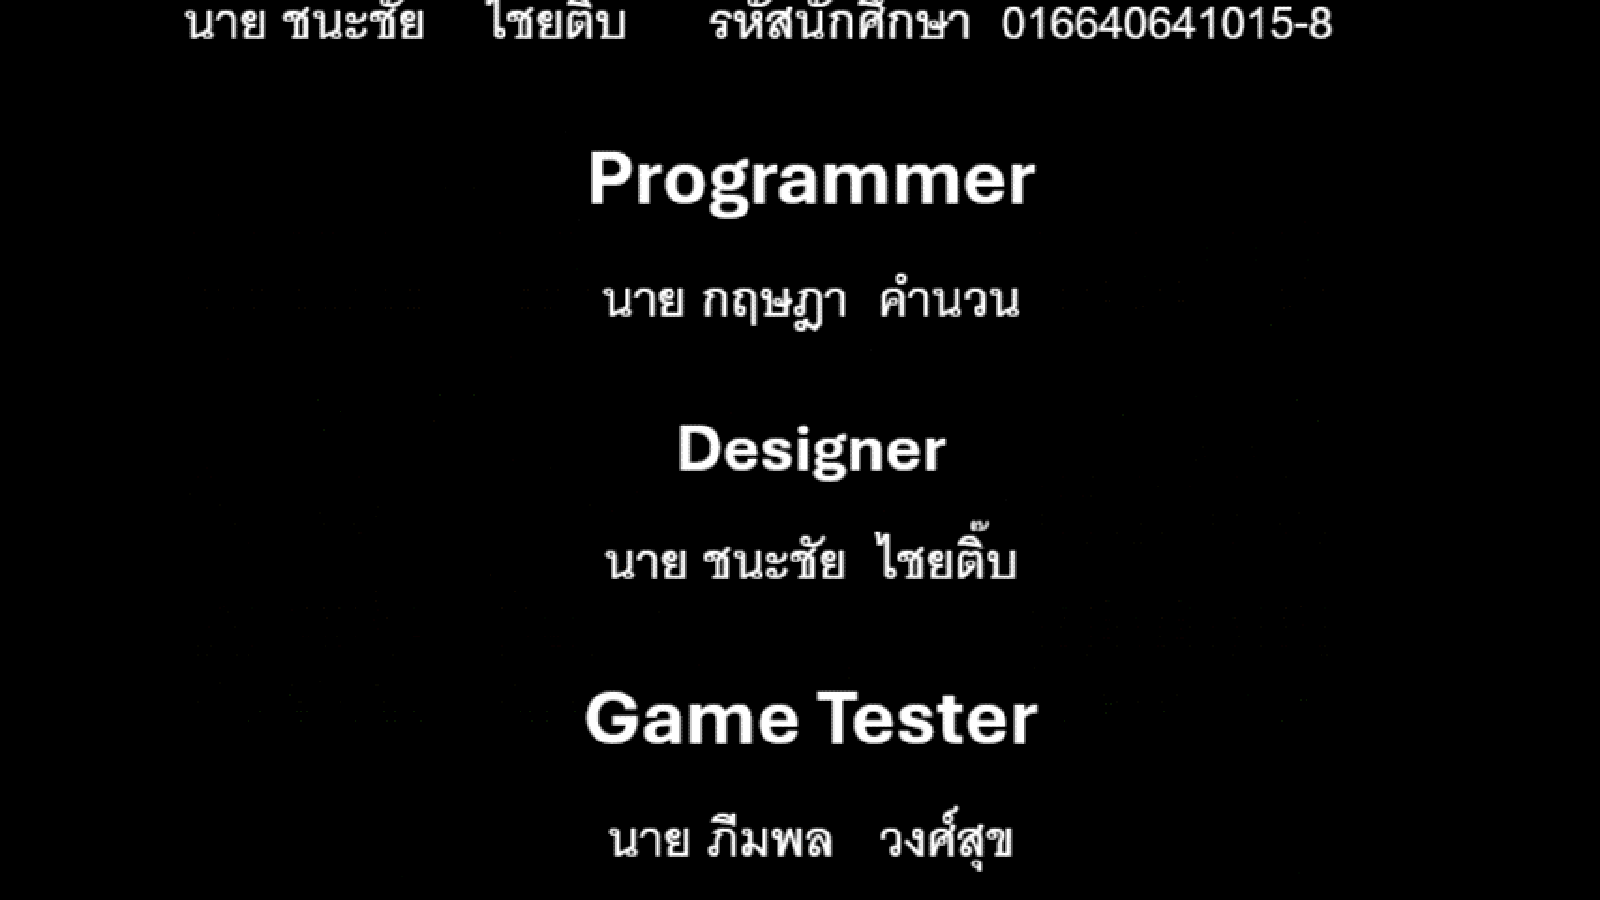 นาย ชนะชัย ไชยติ๊บ รหัสนักศึกษา 016640641015-8
Programmer
นาย กฤษฎา คำนวน
Designer
นาย ชนะชัย ไชยติ๊บ
Game Tester
นาย ภีมพล วงศ์สุข